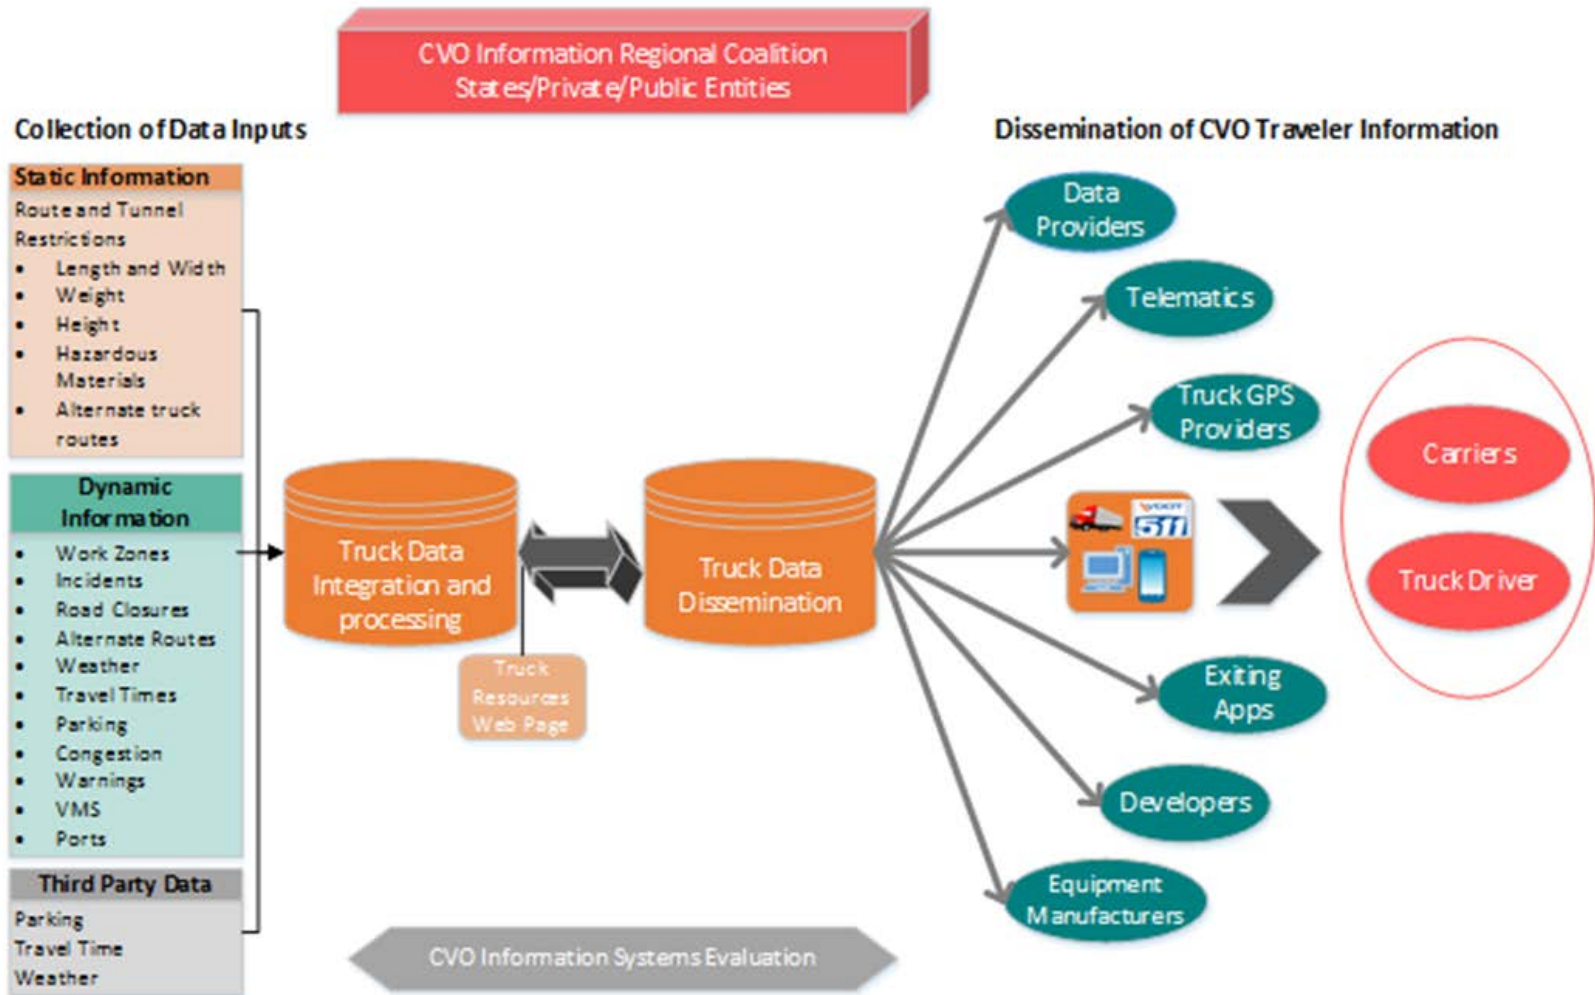 CVO Information Regional Coalition
States/Private/Public Entities
Collection of Data Inputs
Static Information
Route and Tunnel
Restrictions
• Length and Width
• Weight
• Height
• Hazardous
Materials
• Alternate truck
routes
Dynamic
Information
• Work Zones
• Incidents
• Road Closures
• Alternate Routes
• Weather
• Travel Times
• Parking
• Congestion
• Warnings
• VMS
• Ports
Third Party Data
Parking
Travel Time
Weather
Truck Data
Integration and
processing
Truck
Resources
Web Page
Truck Data
Dissemination
CVO Information Systems Evaluation
Dissemination of CVO Traveler Information
Data
Providers
Telematics
Truck GPS
Providers
VDOT
511
Exiting
Apps
Developers
Equipment
Manufacturers
Carriers
Truck Driver